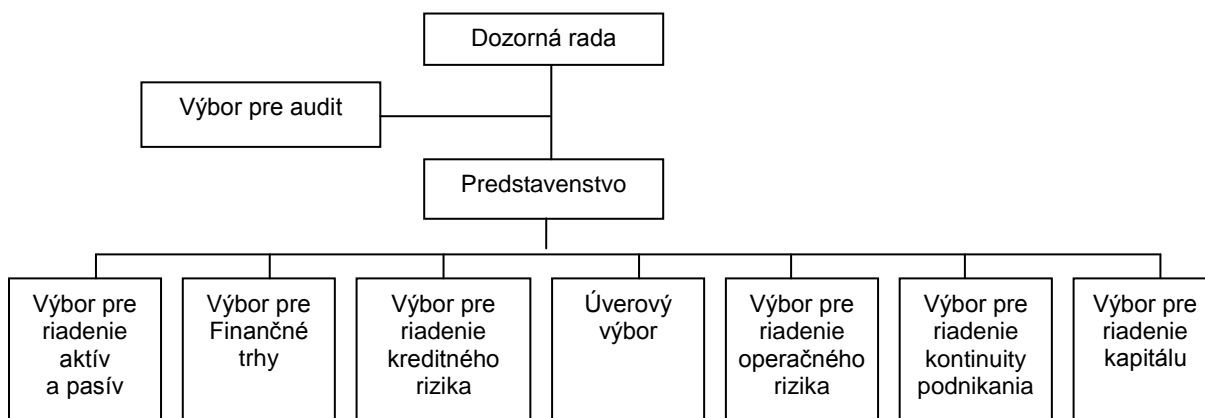 Dozorná rada
Výbor pre audit
Predstavenstvo
Výbor pre
riadenie
aktív
a pasív
Výbor pre
Finančné
trhy
Výbor pre
riadenie
kreditného
rizika
Úverový
výbor
Výbor pre
riadenie
operačného
rizika
Výbor pre
riadenie
kontinuity
podnikania
Výbor pre
riadenie
kapitálu